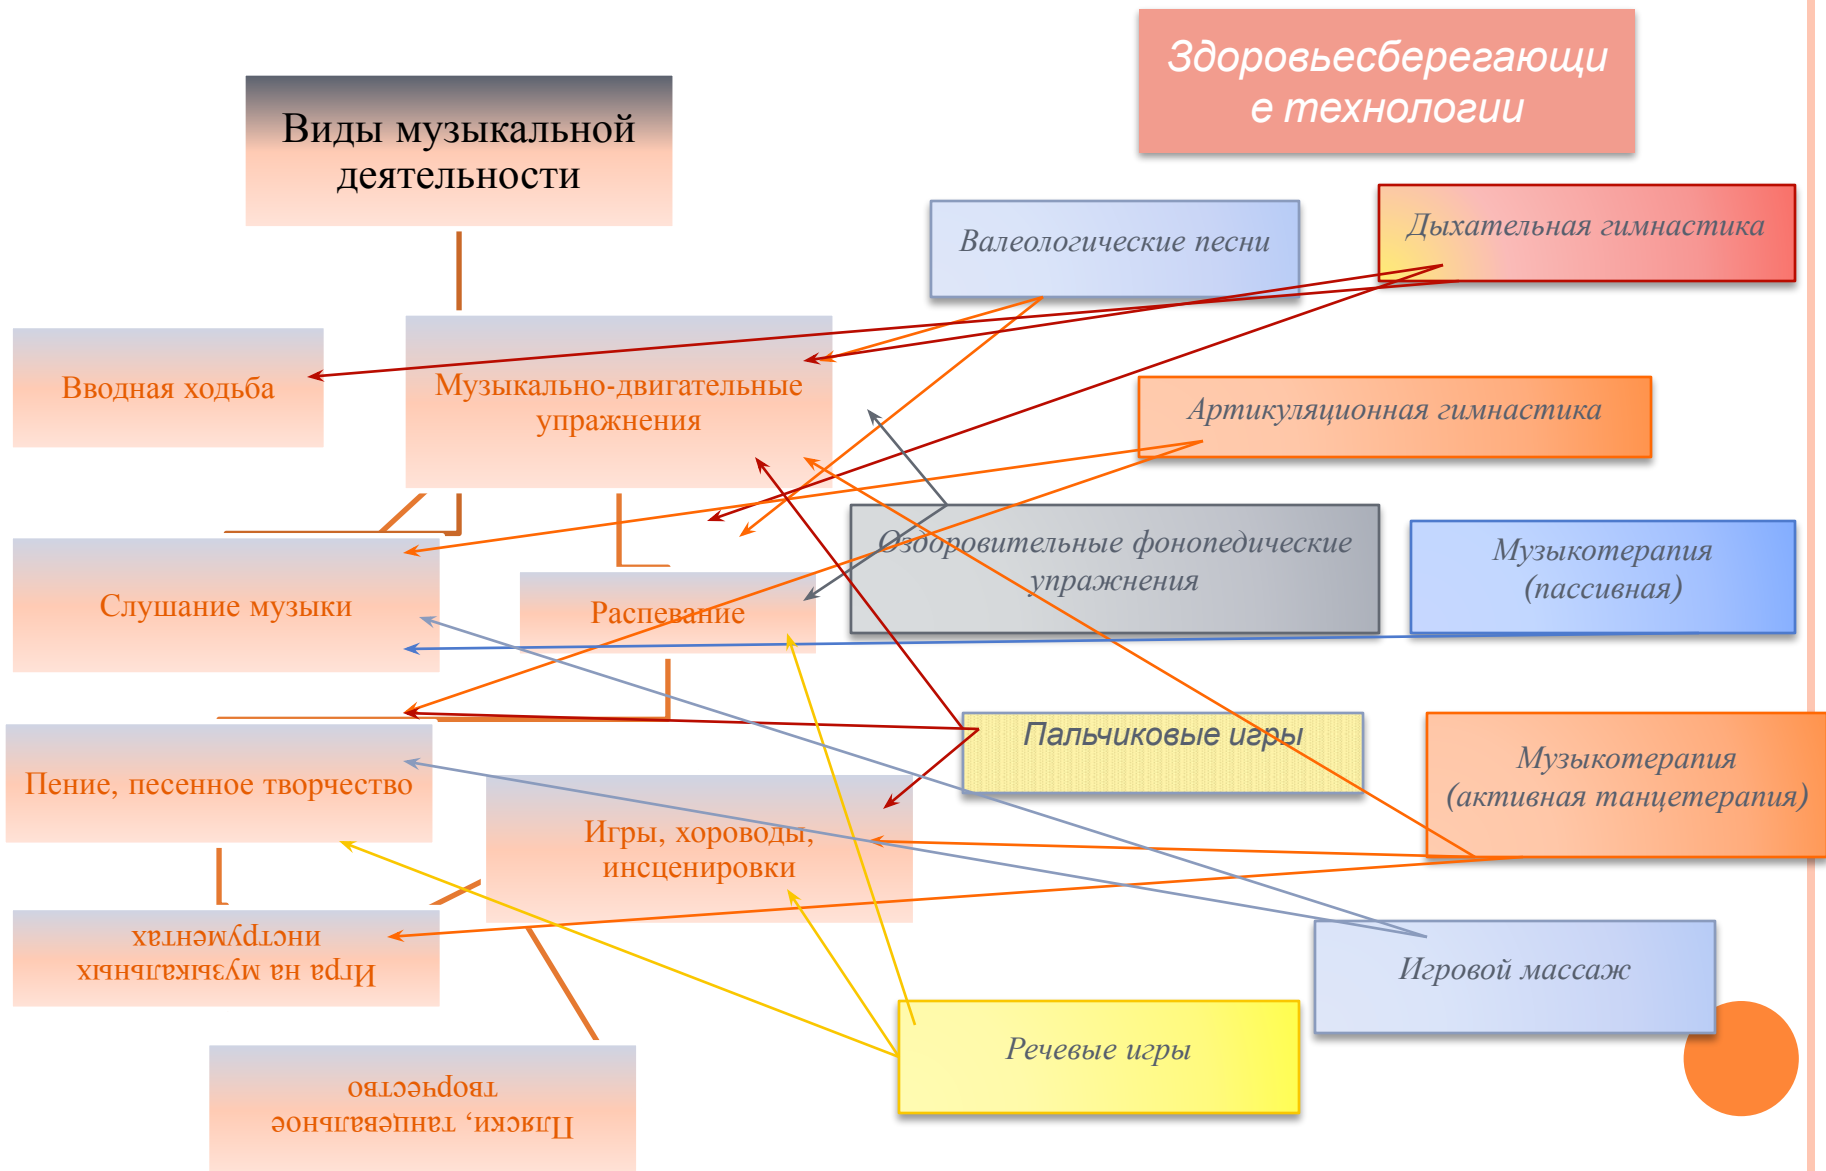 Здоровьесберегающи
е технологии
Виды музыкальной
деятельности
Валеологические песни
Дыхательная гимнастика
Вводная ходьба
Музыкально-двигательные
упражнения
Артикуляционная гимнастика
Оздоровительные фонопедические
упражнения
Музыкотерапия
(пассивная)
Слушание музыки
Распевание
Пальчиковые игры
Музыкотерапия
(активная танцетерапия)
Пение, песенное творчество
Игры, хороводы,
инсценировки
Игра на музыкальных
инструментах
Игровой массаж
Речевые игры
Пляски, танцевальное
творчество